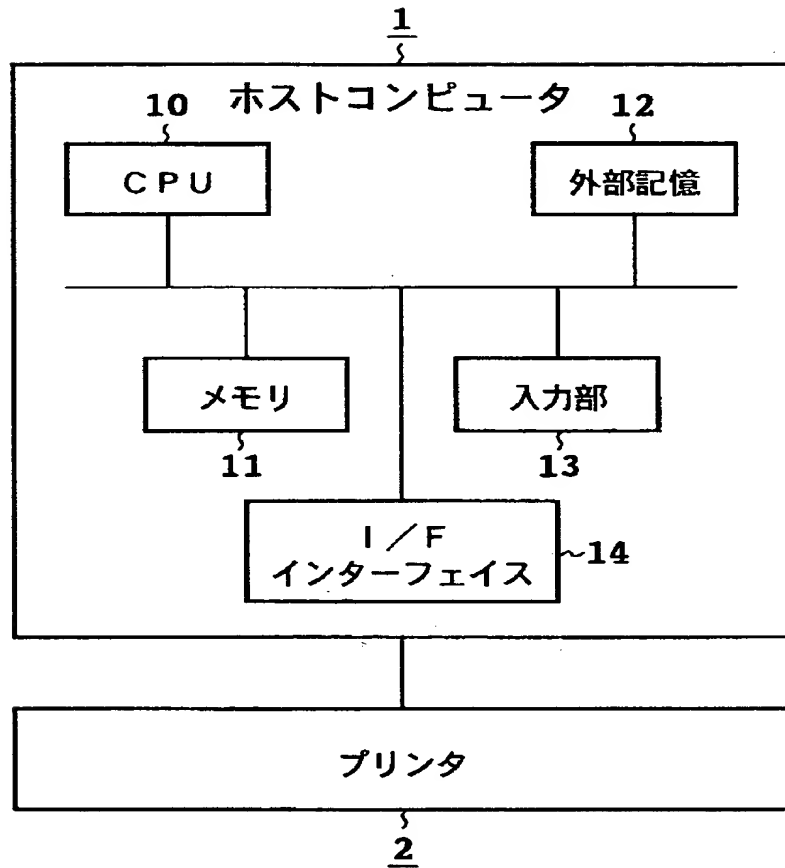 1
ホストコンピュータ
10
12
CPU
外部記憶
メモリ
入力部
11
13
I/F
インターフェイス
14
プリンタ
2